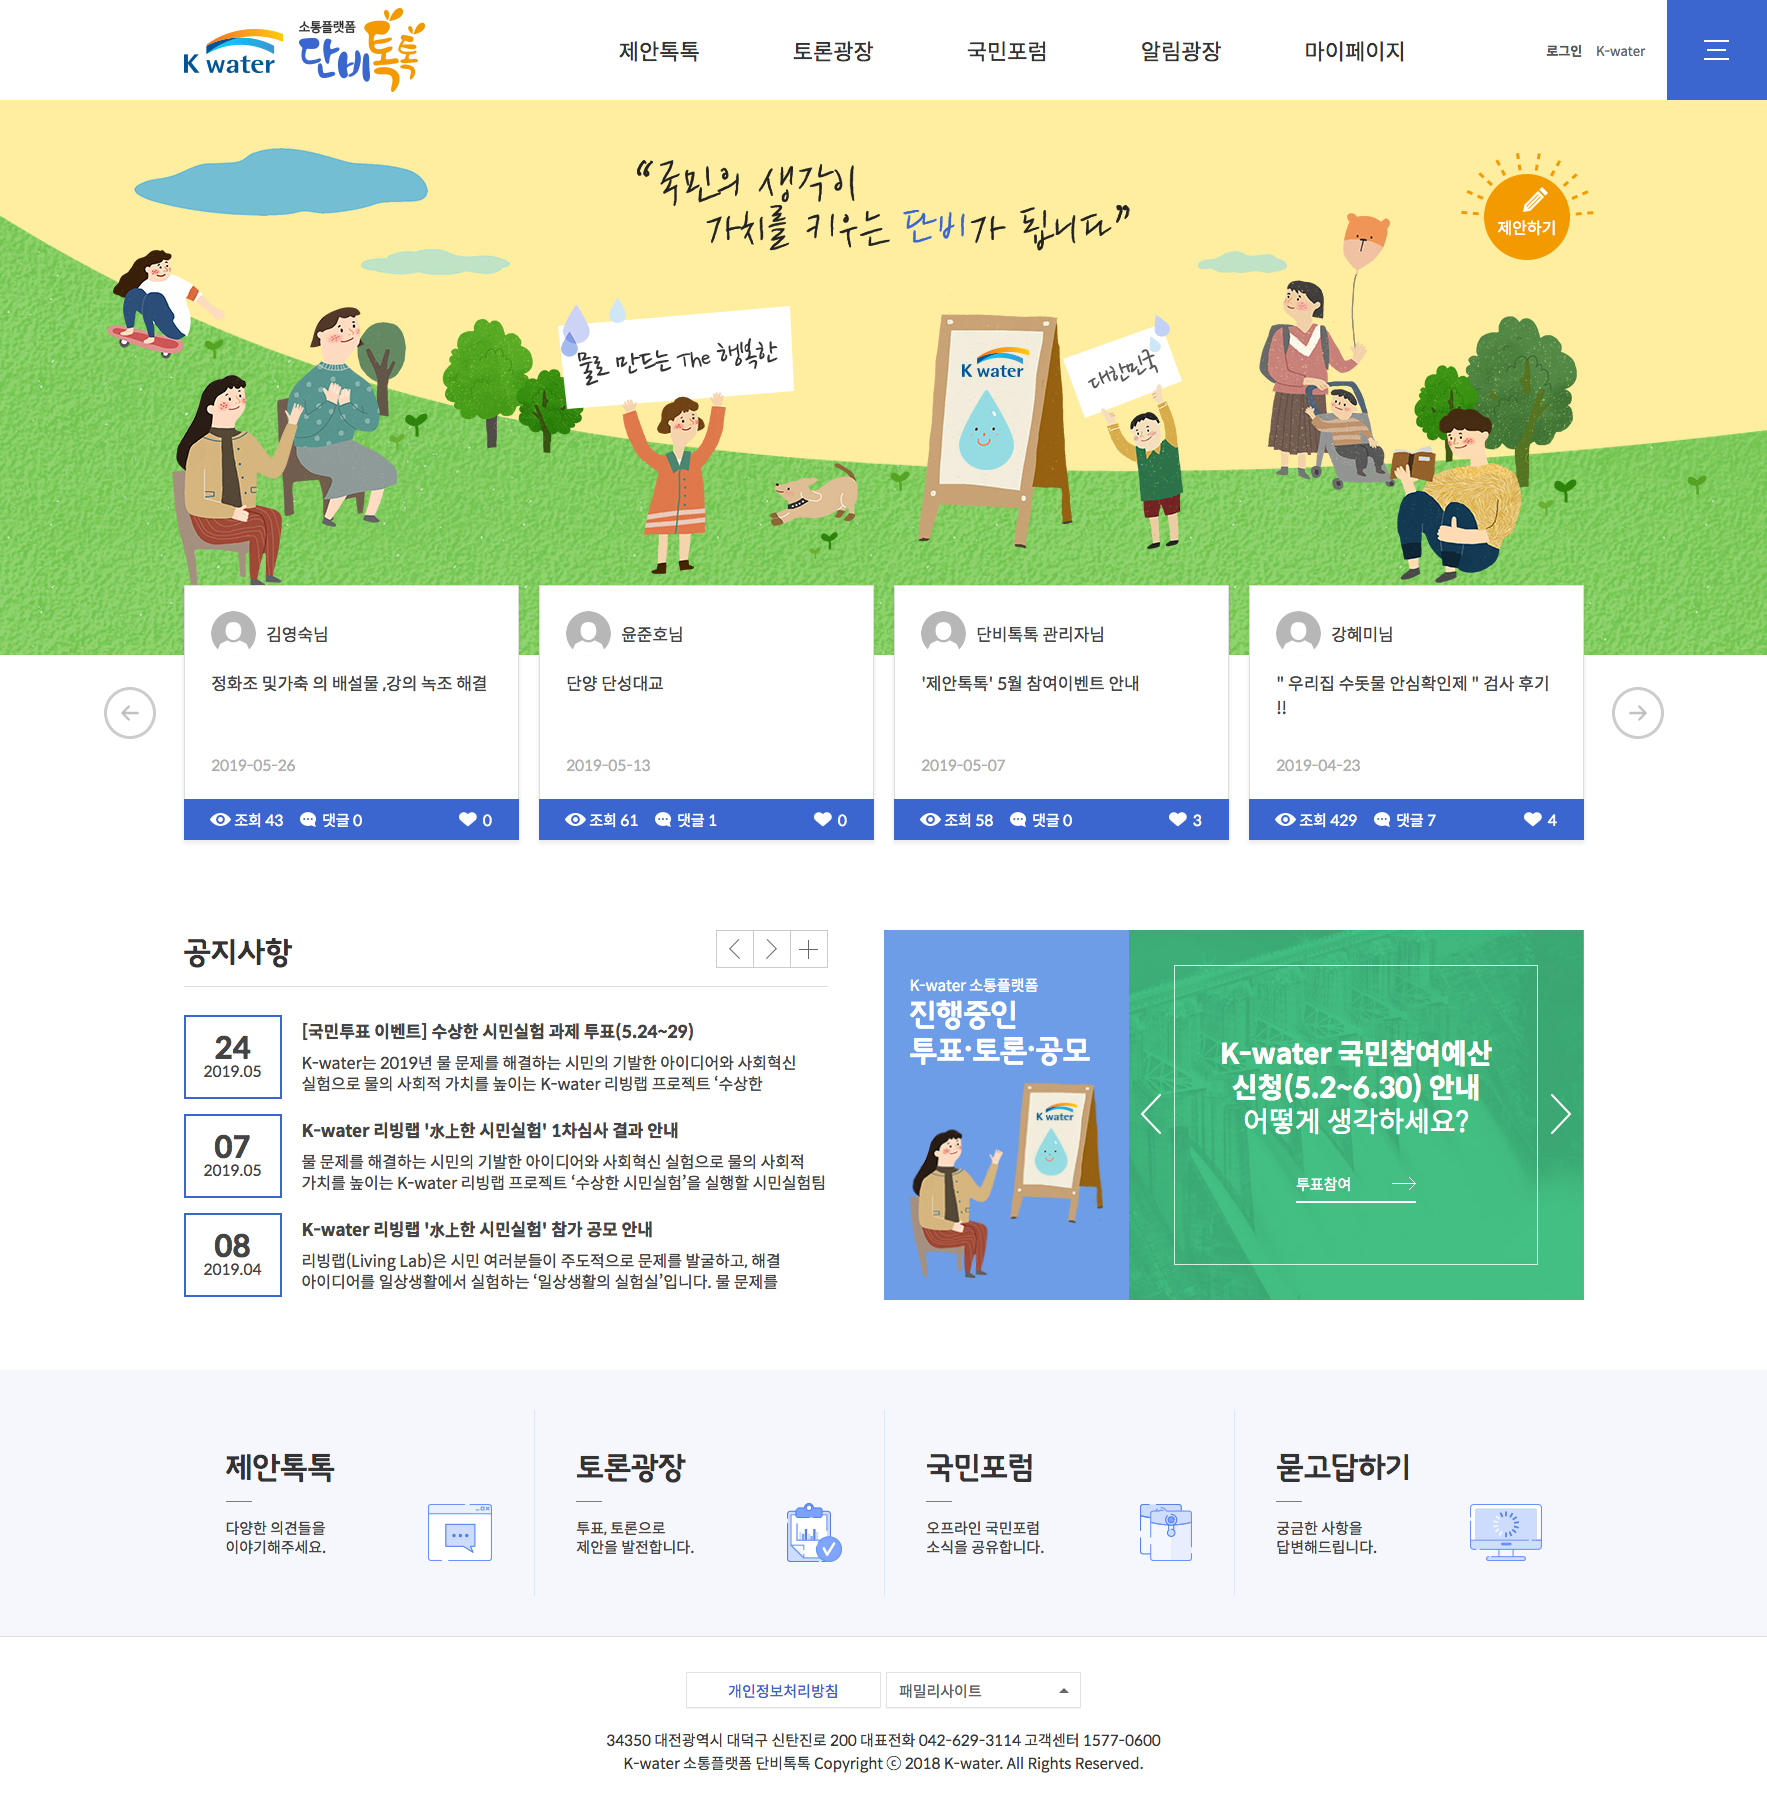 K water
소통플랫폼
단비톡톡
제안톡톡
토론광장
국민포럼
알림광장
마이페이지
로그인
K-water
“국민의 생각이
가치를 키우는 단비가 됩니다”
제안하기
물로 만드는 The 행복한
K water
대한민국
김영숙님
정화조 및가축 의 배설물 ,강의 녹조 해결
2019-05-26
조회 43 댓글 0 0
윤준호님
단양 단성대교
2019-05-13
조회 61 댓글 1 0
단비톡톡 관리자님
'제안톡톡' 5월 참여이벤트 안내
2019-05-07
조회 58 댓글 0 3
강혜미님
" 우리집 수돗물 안심확인제 " 검사 후기
!!
2019-04-23
조회 429 댓글 7 4
공지사항
24
2019.05
[국민투표 이벤트] 수상한 시민실험 과제 투표(5.24~29)
K-water는 2019년 물 문제를 해결하는 시민의 기발한 아이디어와 사회혁신
실험으로 물의 사회적 가치를 높이는 K-water 리빙랩 프로젝트 ‘수상한
07
2019.05
K-water 리빙랩 '水上한 시민실험' 1차심사 결과 안내
물 문제를 해결하는 시민의 기발한 아이디어와 사회혁신 실험으로 물의 사회적
가치를 높이는 K-water 리빙랩 프로젝트 ‘수상한 시민실험’을 실행할 시민실험팀
08
2019.04
K-water 리빙랩 '水上한 시민실험' 참가 공모 안내
리빙랩(Living Lab)은 시민 여러분들이 주도적으로 문제를 발굴하고, 해결
아이디어를 일상생활에서 실험하는 ‘일상생활의 실험실’입니다. 물 문제를
K-water 소통플랫폼
진행중인
투표·토론·공모
K water
K-water 국민참여예산
신청(5.2~6.30) 안내
어떻게 생각하세요?
투표참여
제안톡톡
다양한 의견들을
이야기해주세요.
토론광장
투표, 토론으로
제안을 발전합니다.
국민포럼
오프라인 국민포럼
소식을 공유합니다.
묻고답하기
궁금한 사항을
답변해드립니다.
개인정보처리방침
패밀리사이트
34350 대전광역시 대덕구 신탄진로 200 대표전화 042-629-3114 고객센터 1577-0600
K-water 소통플랫폼 단비톡톡 Copyright ⓒ 2018 K-water. All Rights Reserved.